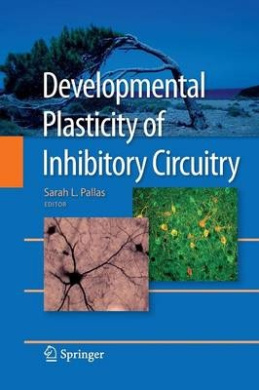 Developmental
Plasticity of
Inhibitory Circuitry
Sarah L. Pallas
EDITOR
Springer